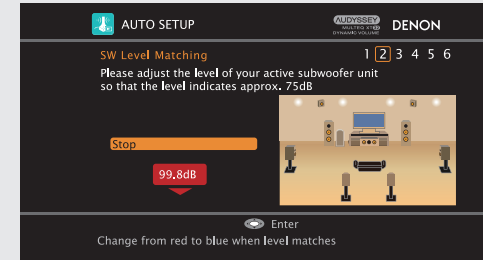 AUTO SETUP
AUDYSSEY
MULTEQ XT32
DYNAMIC VOLUME
DENON
SW Level Matching
1 2 3 4 5 6
Please adjust the level of your active subwoofer unit
so that the level indicates approx. 75dB
Stop
99.8dB
Enter
Change from red to blue when level matches